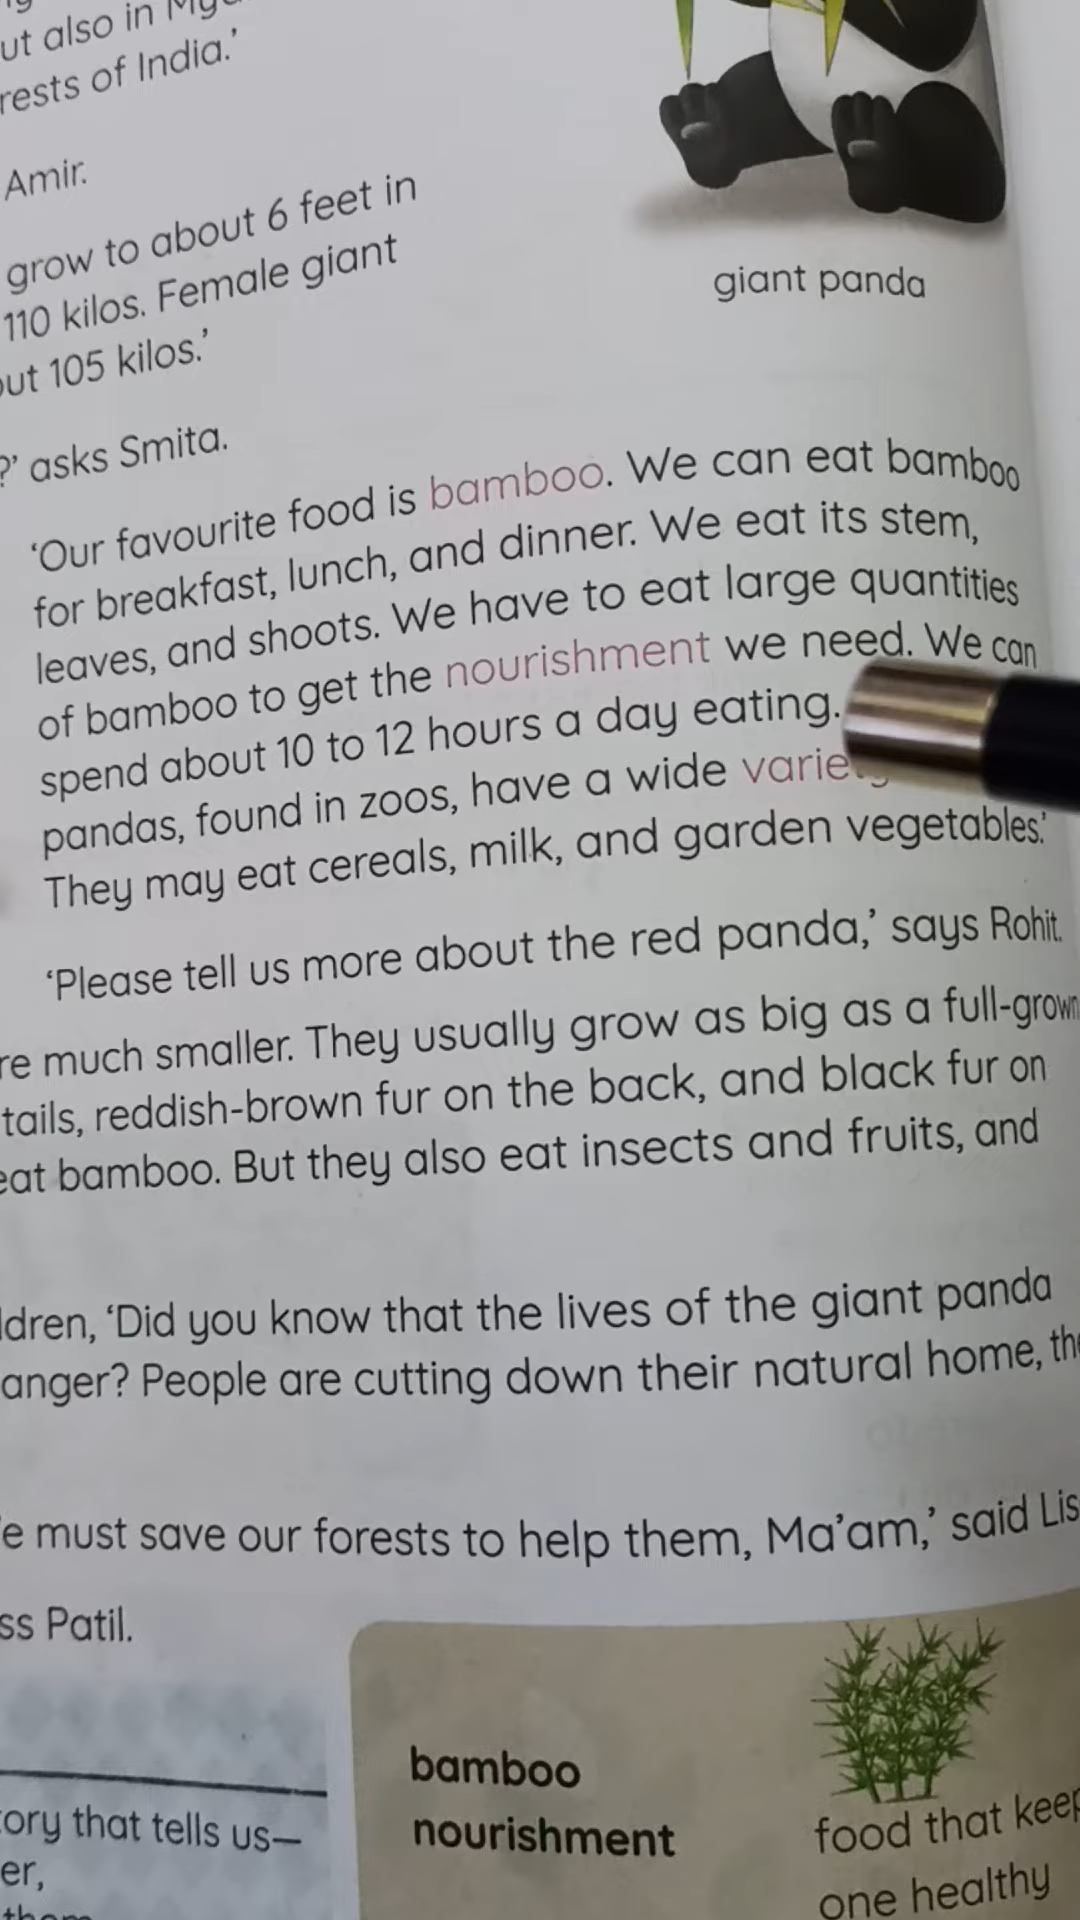 ut also in
rests of India.'
Amir.
grow to about 6 feet in
110 kilos. Female giant
out 105 kilos.'
giant panda
?' asks Smita.
'Our favourite food is bamboo. We can eat bamboo
for breakfast, lunch, and dinner. We eat its stem,
leaves, and shoots. We have to eat large quantities
of bamboo to get the nourishment we need. We can
spend about 10 to 12 hours a day eating.
pandas, found in zoos, have a wide
They may eat cereals, milk, and garden vegetables.'
'Please tell us more about the red panda,' says Rohit.
re much smaller. They usually grow as big as a full-grown
tails, reddish-brown fur on the back, and black fur on
eat bamboo. But they also eat insects and fruits, and
ldren, 'Did you know that the lives of the giant panda
anger? People are cutting down their natural home, the
e must save our forests to help them, Ma'am,' said Lis
ss Patil.
bamboo
nourishment
food that keep
one healthy
tory that tells us—
er,